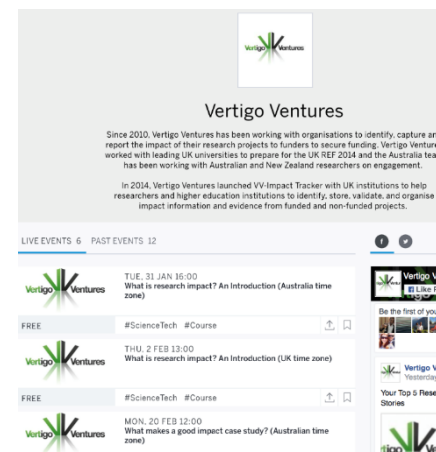 Vertigo Ventures
Vertigo Ventures
Since 2010, Vertigo Ventures has been working with organisations to identify, capture an
report the impact of their research projects to funders to secure funding. Vertigo Venture
worked with leading UK universities to prepare for the UK REF 2014 and the Australia tea
has been working with Australian and New Zealand researchers on engagement.
In 2014, Vertigo Ventures launched VV-Impact Tracker with UK institutions to help
researchers and higher education institutions to identify, store, validate, and organise
impact information and evidence from funded and non-funded projects.
LIVE EVENTS 6 PAST EVENTS 12
Vertigo Ventures
TUE, 31 JAN 16:00
What is research impact? An Introduction (Australia time
zone)
FREE #ScienceTech #Course
Vertigo Ventures
THU, 2 FEB 13:00
What is research impact? An Introduction (UK time zone)
FREE #ScienceTech #Course
Vertigo Ventures
MON, 20 FEB 12:00
What makes a good impact case study? (Australian time
zone)
Vertigo V
Like
Be the first of you
Vertigo V
Yesterday
Your Top 5 Rese
Stories